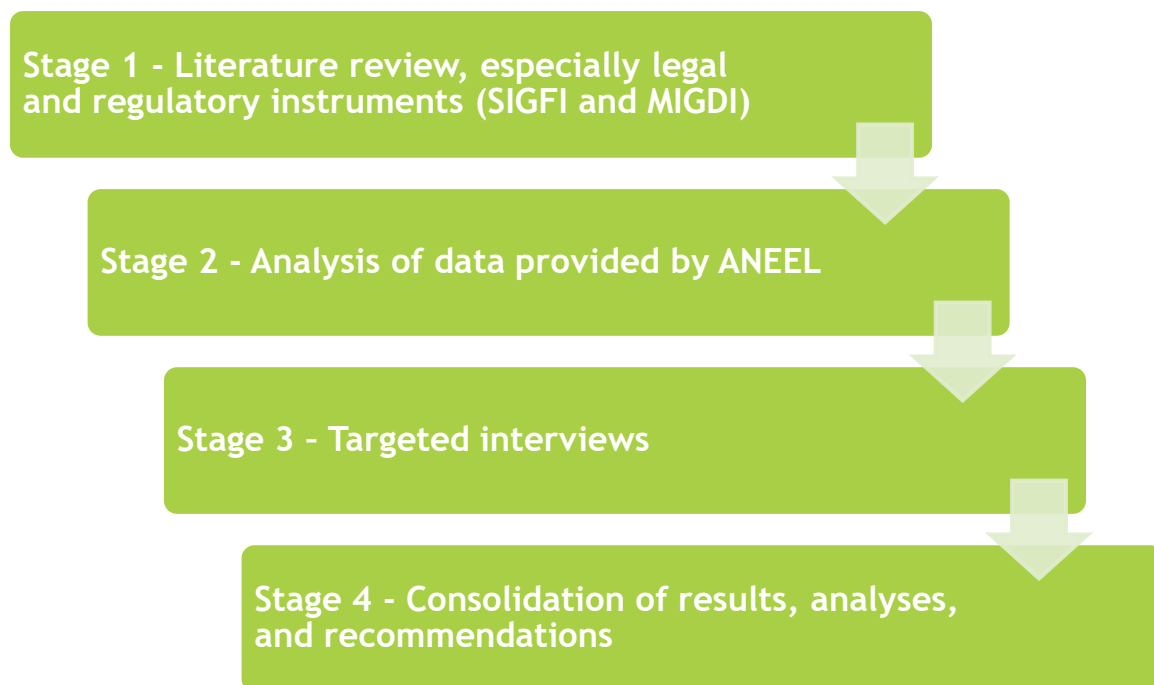 Stage 1 - Literature review, especially legal
and regulatory instruments (SIGFI and MIGDI)
Stage 2 - Analysis of data provided by ANEEL
Stage 3 – Targeted interviews
Stage 4 - Consolidation of results, analyses,
and recommendations